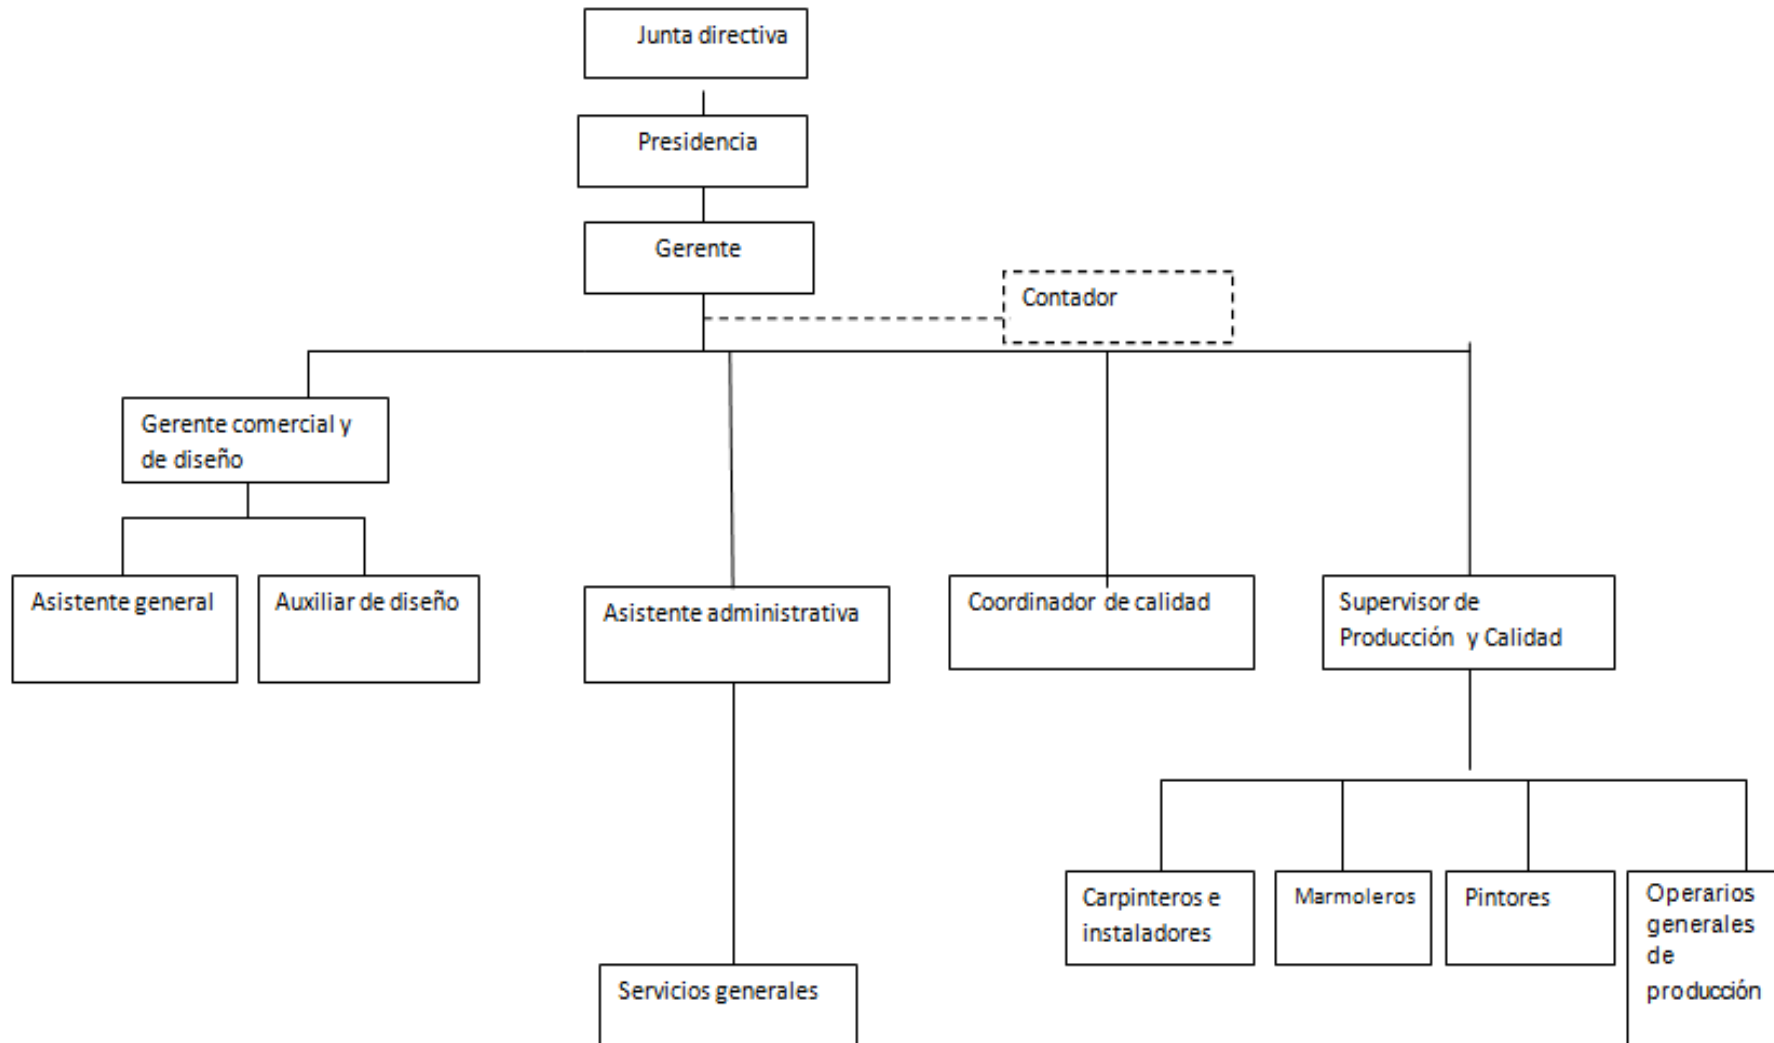 Junta directiva
Presidencia
Gerente
Contador
Gerente comercial y
de diseño
Asistente general
Auxiliar de diseño
Asistente administrativa
Coordinador de calidad
Supervisor de
Producción y Calidad
Carpinteros e
instaladores
Marmoleros
Pintores
Operarios
generales
de
producción
Servicios generales